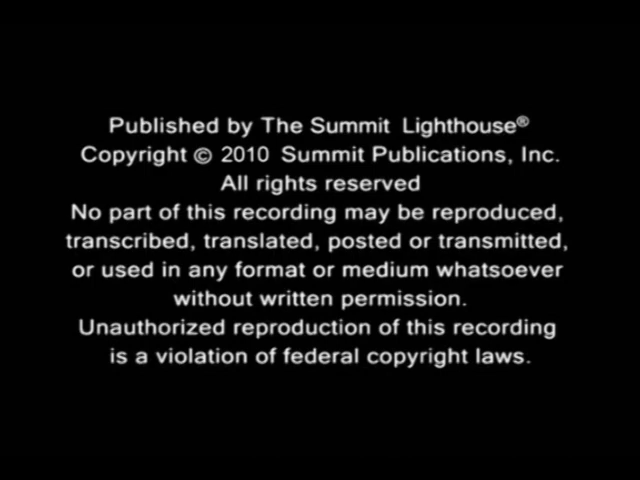 Published by The Summit Lighthouse®
Copyright © 2010 Summit Publications, Inc.
All rights reserved
No part of this recording may be reproduced,
transcribed, translated, posted or transmitted,
or used in any format or medium whatsoever
without written permission.
Unauthorized reproduction of this recording
is a violation of federal copyright laws.